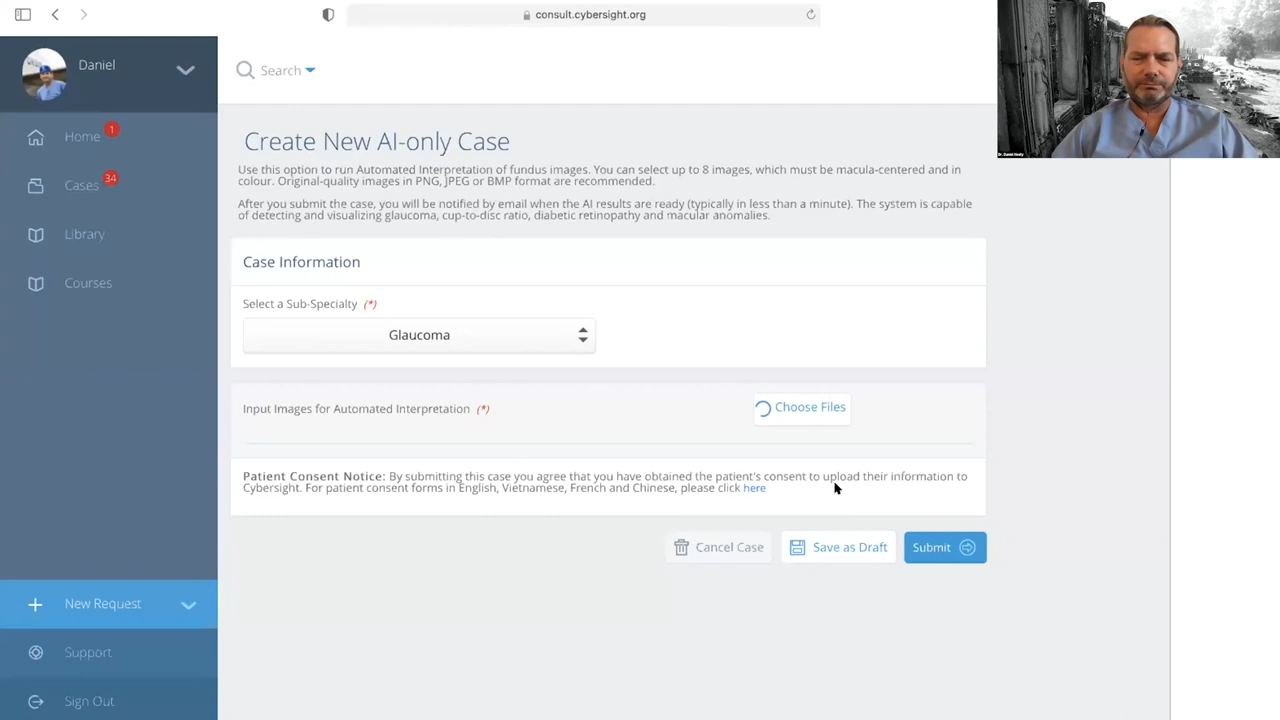 consult.cybersight.org
Daniel
Search
Home 1
Cases 34
Library
Courses
Create New AI-only Case
Use this option to run Automated Interpretation of fundus images. You can select up to 8 images, which must be macula-centered and in
colour. Original-quality images in PNG, JPEG or BMP format are recommended.
After you submit the case, you will be notified by email when the AI results are ready (typically in less than a minute). The system is capable
of detecting and visualizing glaucoma, cup-to-disc ratio, diabetic retinopathy and macular anomalies.
Case Information
Select a Sub-Specialty (*)
Glaucoma
Input Images for Automated Interpretation (*)
Choose Files
Patient Consent Notice: By submitting this case you agree that you have obtained the patient's consent to upload their information to
Cybersight. For patient consent forms in English, Vietnamese, French and Chinese, please click here
Cancel Case
Save as Draft
Submit
New Request
Support
Sign Out